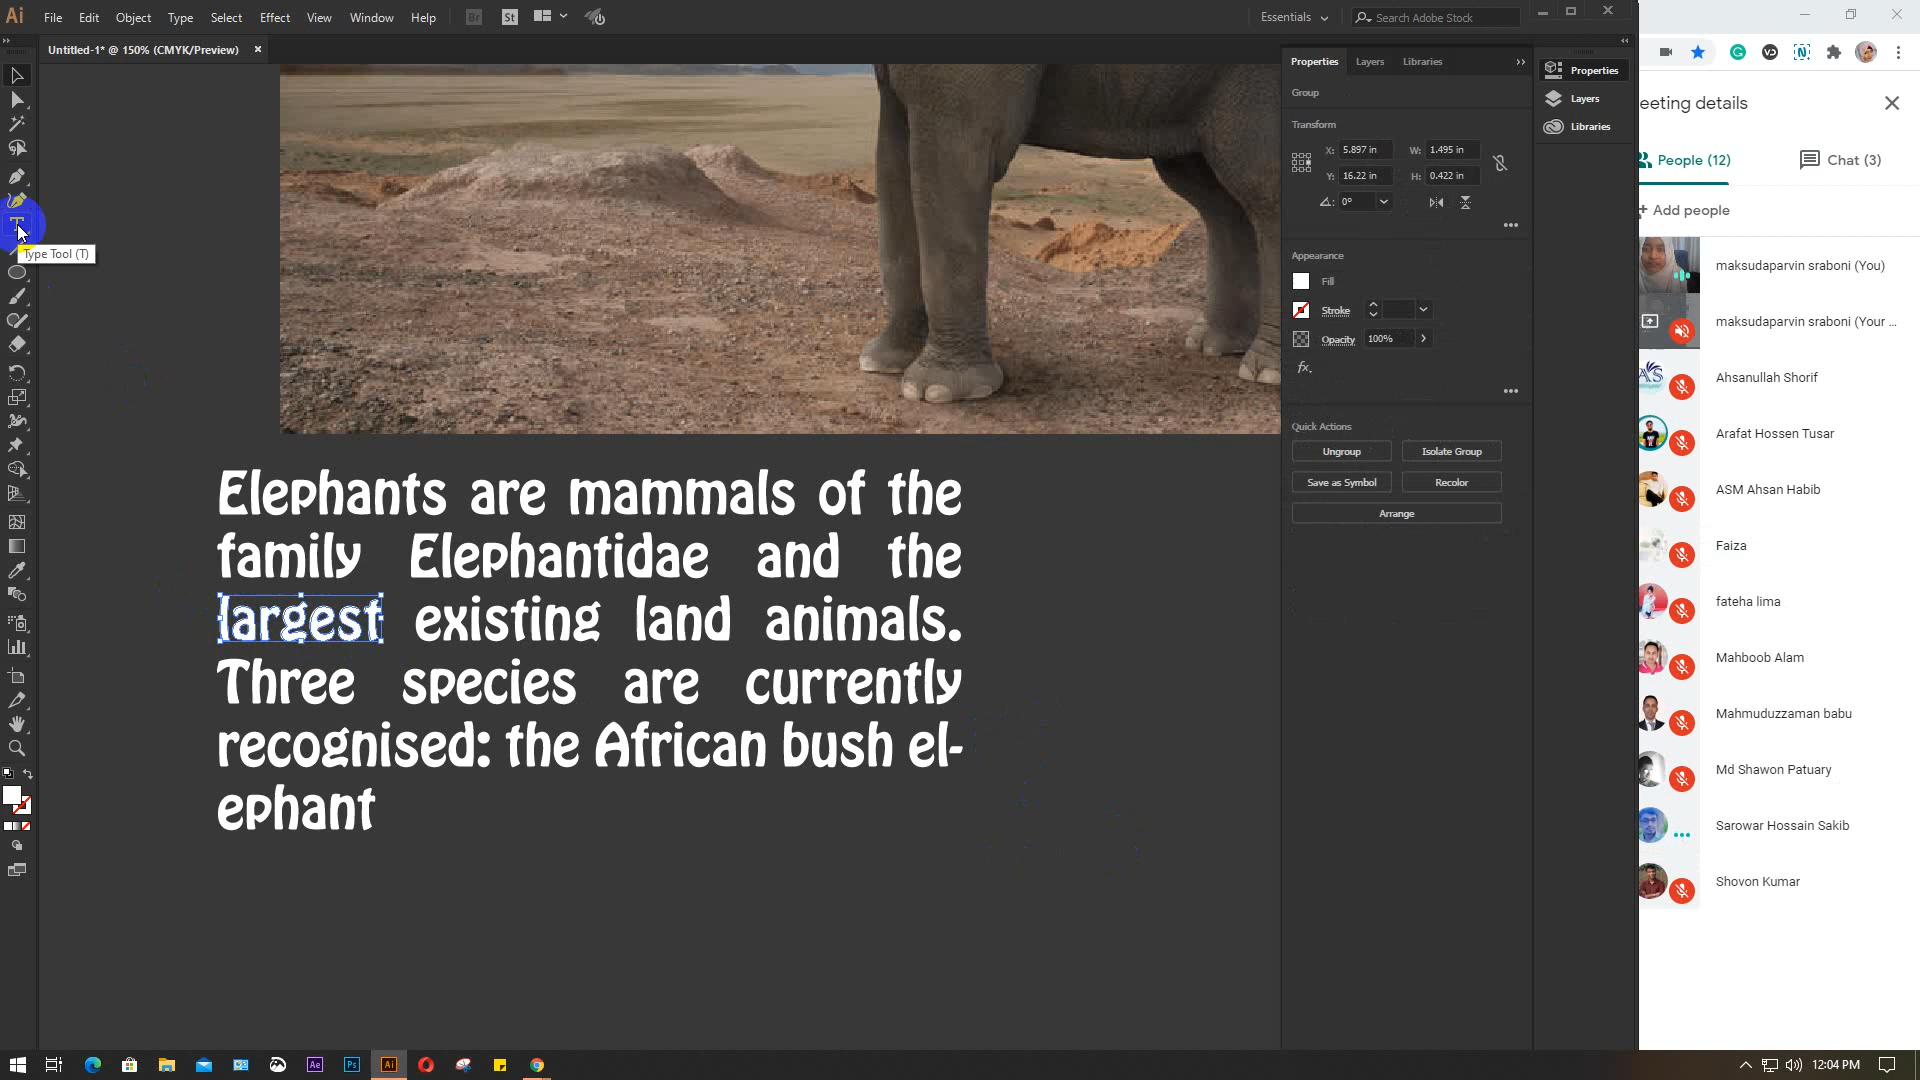 Ai File Edit Object Type Select Effect View Window Help Br St Essentials Search Adobe Stock
Untitled-1* @ 150% (CMYK/Preview)
Type Tool (T)
Elephants are mammals of the
family Elephantidae and the
largest existing land animals.
Three species are currently
recognised: the African bush el-
ephant
Properties Layers Libraries
Group
Transform
X: 5.897 in W: 1.495 in
Y: 16.22 in H: 0.422 in
0°
Appearance
Fill
Stroke
Opacity 100%
fx.
Quick Actions
Ungroup Isolate Group
Save as Symbol Recolor
Arrange
Properties
Layers
Libraries
eeting details
People (12) Chat (3)
Add people
maksudaparvin sraboni (You)
maksudaparvin sraboni (Your ...
Ahsanullah Shorif
Arafat Hossen Tusar
ASM Ahsan Habib
Faiza
fateha lima
Mahboob Alam
Mahmuduzzaman babu
Md Shawon Patuary
Sarowar Hossain Sakib
Shovon Kumar
Ae Ps Ai 12:04 PM